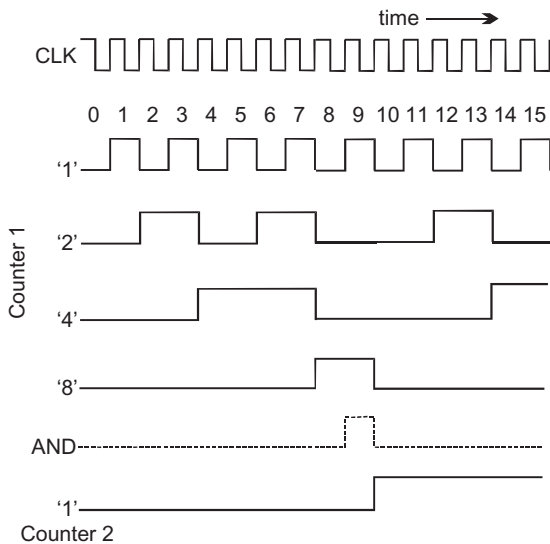 time
CLK
0 1 2 3 4 5 6 7 8 9 10 11 12 13 14 15
‘1’
‘2’
Counter 1
‘4’
‘8’
AND
‘1’
Counter 2